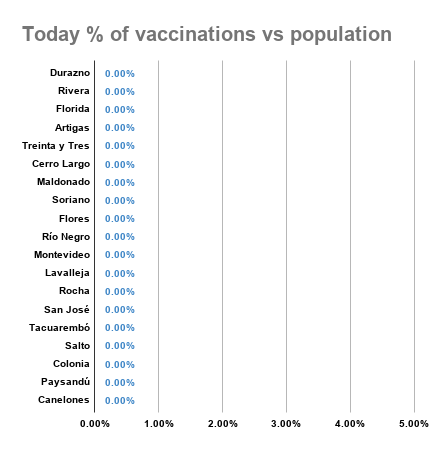 Today % of vaccinations vs population
Durazno 0.00%
Rivera 0.00%
Florida 0.00%
Artigas 0.00%
Treinta y Tres 0.00%
Cerro Largo 0.00%
Maldonado 0.00%
Soriano 0.00%
Flores 0.00%
Río Negro 0.00%
Montevideo 0.00%
Lavalleja 0.00%
Rocha 0.00%
San José 0.00%
Tacuarembó 0.00%
Salto 0.00%
Colonia 0.00%
Paysandú 0.00%
Canelones 0.00%
0.00% 1.00% 2.00% 3.00% 4.00% 5.00%